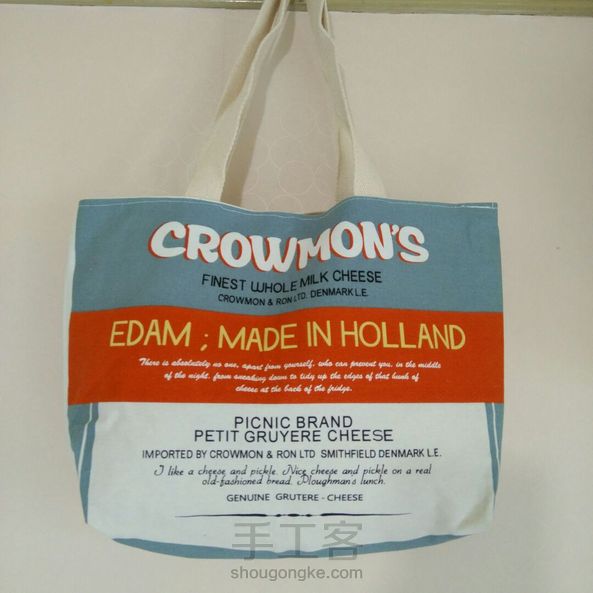 CROWMON'S
FINEST WHOLE MILK CHEESE
CROWMON & RON LTD. DENMARK L.E.
EDAM ; MADE IN HOLLAND
There is absolutely no one, apart from yourself, who can prevent you, in the middle
of the night, from sneaking down to tidy up the edges of that hunk of
cheese at the back of the fridge.
PICNIC BRAND
PETIT GRUYERE CHEESE
IMPORTED BY CROWMON & RON LTD SMITHFIELD DENMARK L.E.
I like a cheese and pickle. Nice cheese and pickle on a real
old-fashioned bread. Ploughman's lunch.
GENUINE GRUTERE - CHEESE
手工客
shougongke.com